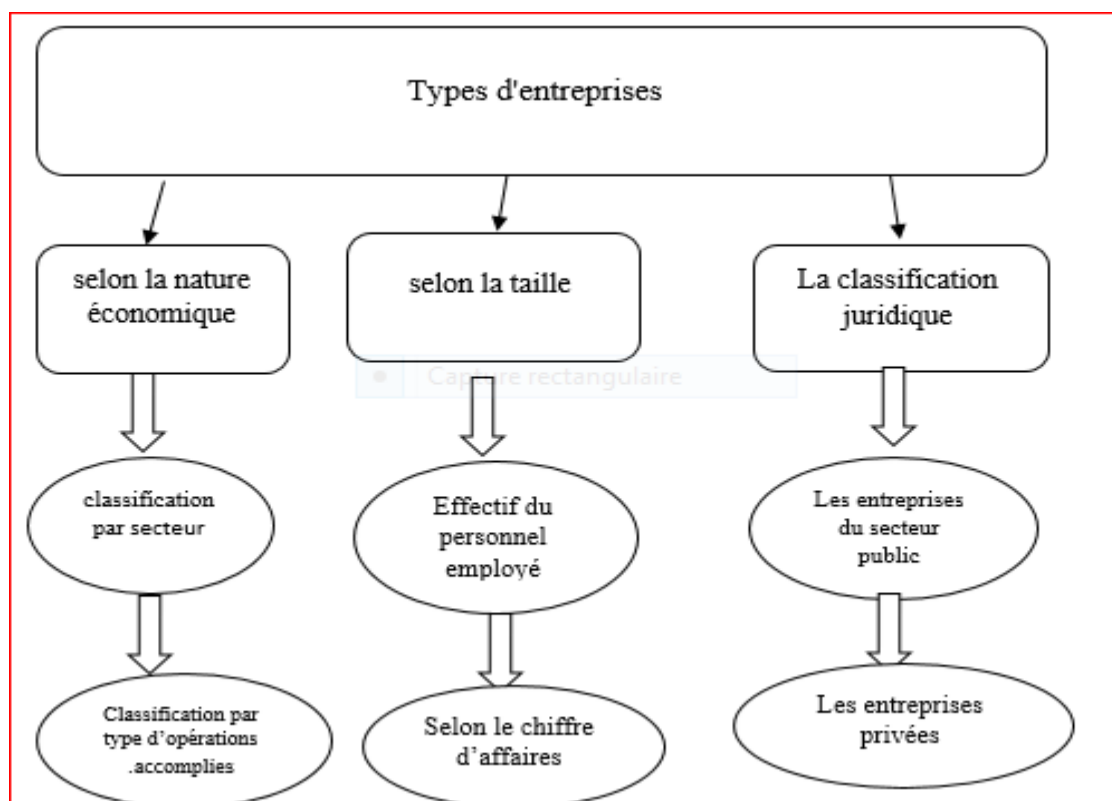 Types d'entreprises
selon la nature
économique
selon la taille
La classification
juridique
Capture rectangulaire
classification
par secteur
Effectif du
personnel
employé
Les entreprises
du secteur
public
Classification par
type d’opérations
.accomplies
Selon le chiffre
d’affaires
Les entreprises
privées